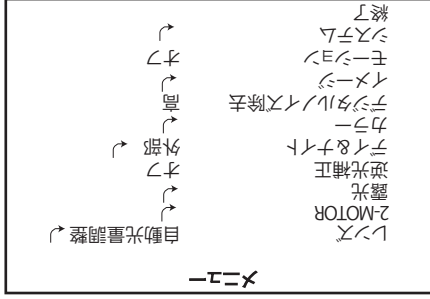 メニュー
レンズ 自動光量調整 ↲
2-MOTOR ↲
露光 ↲
逆光補正 オフ
デイ&ナイト 外部 ↲
カラー ↲
デジタルノイズ除去 高
イメージ ↲
モーション オフ
システム ↲
終了